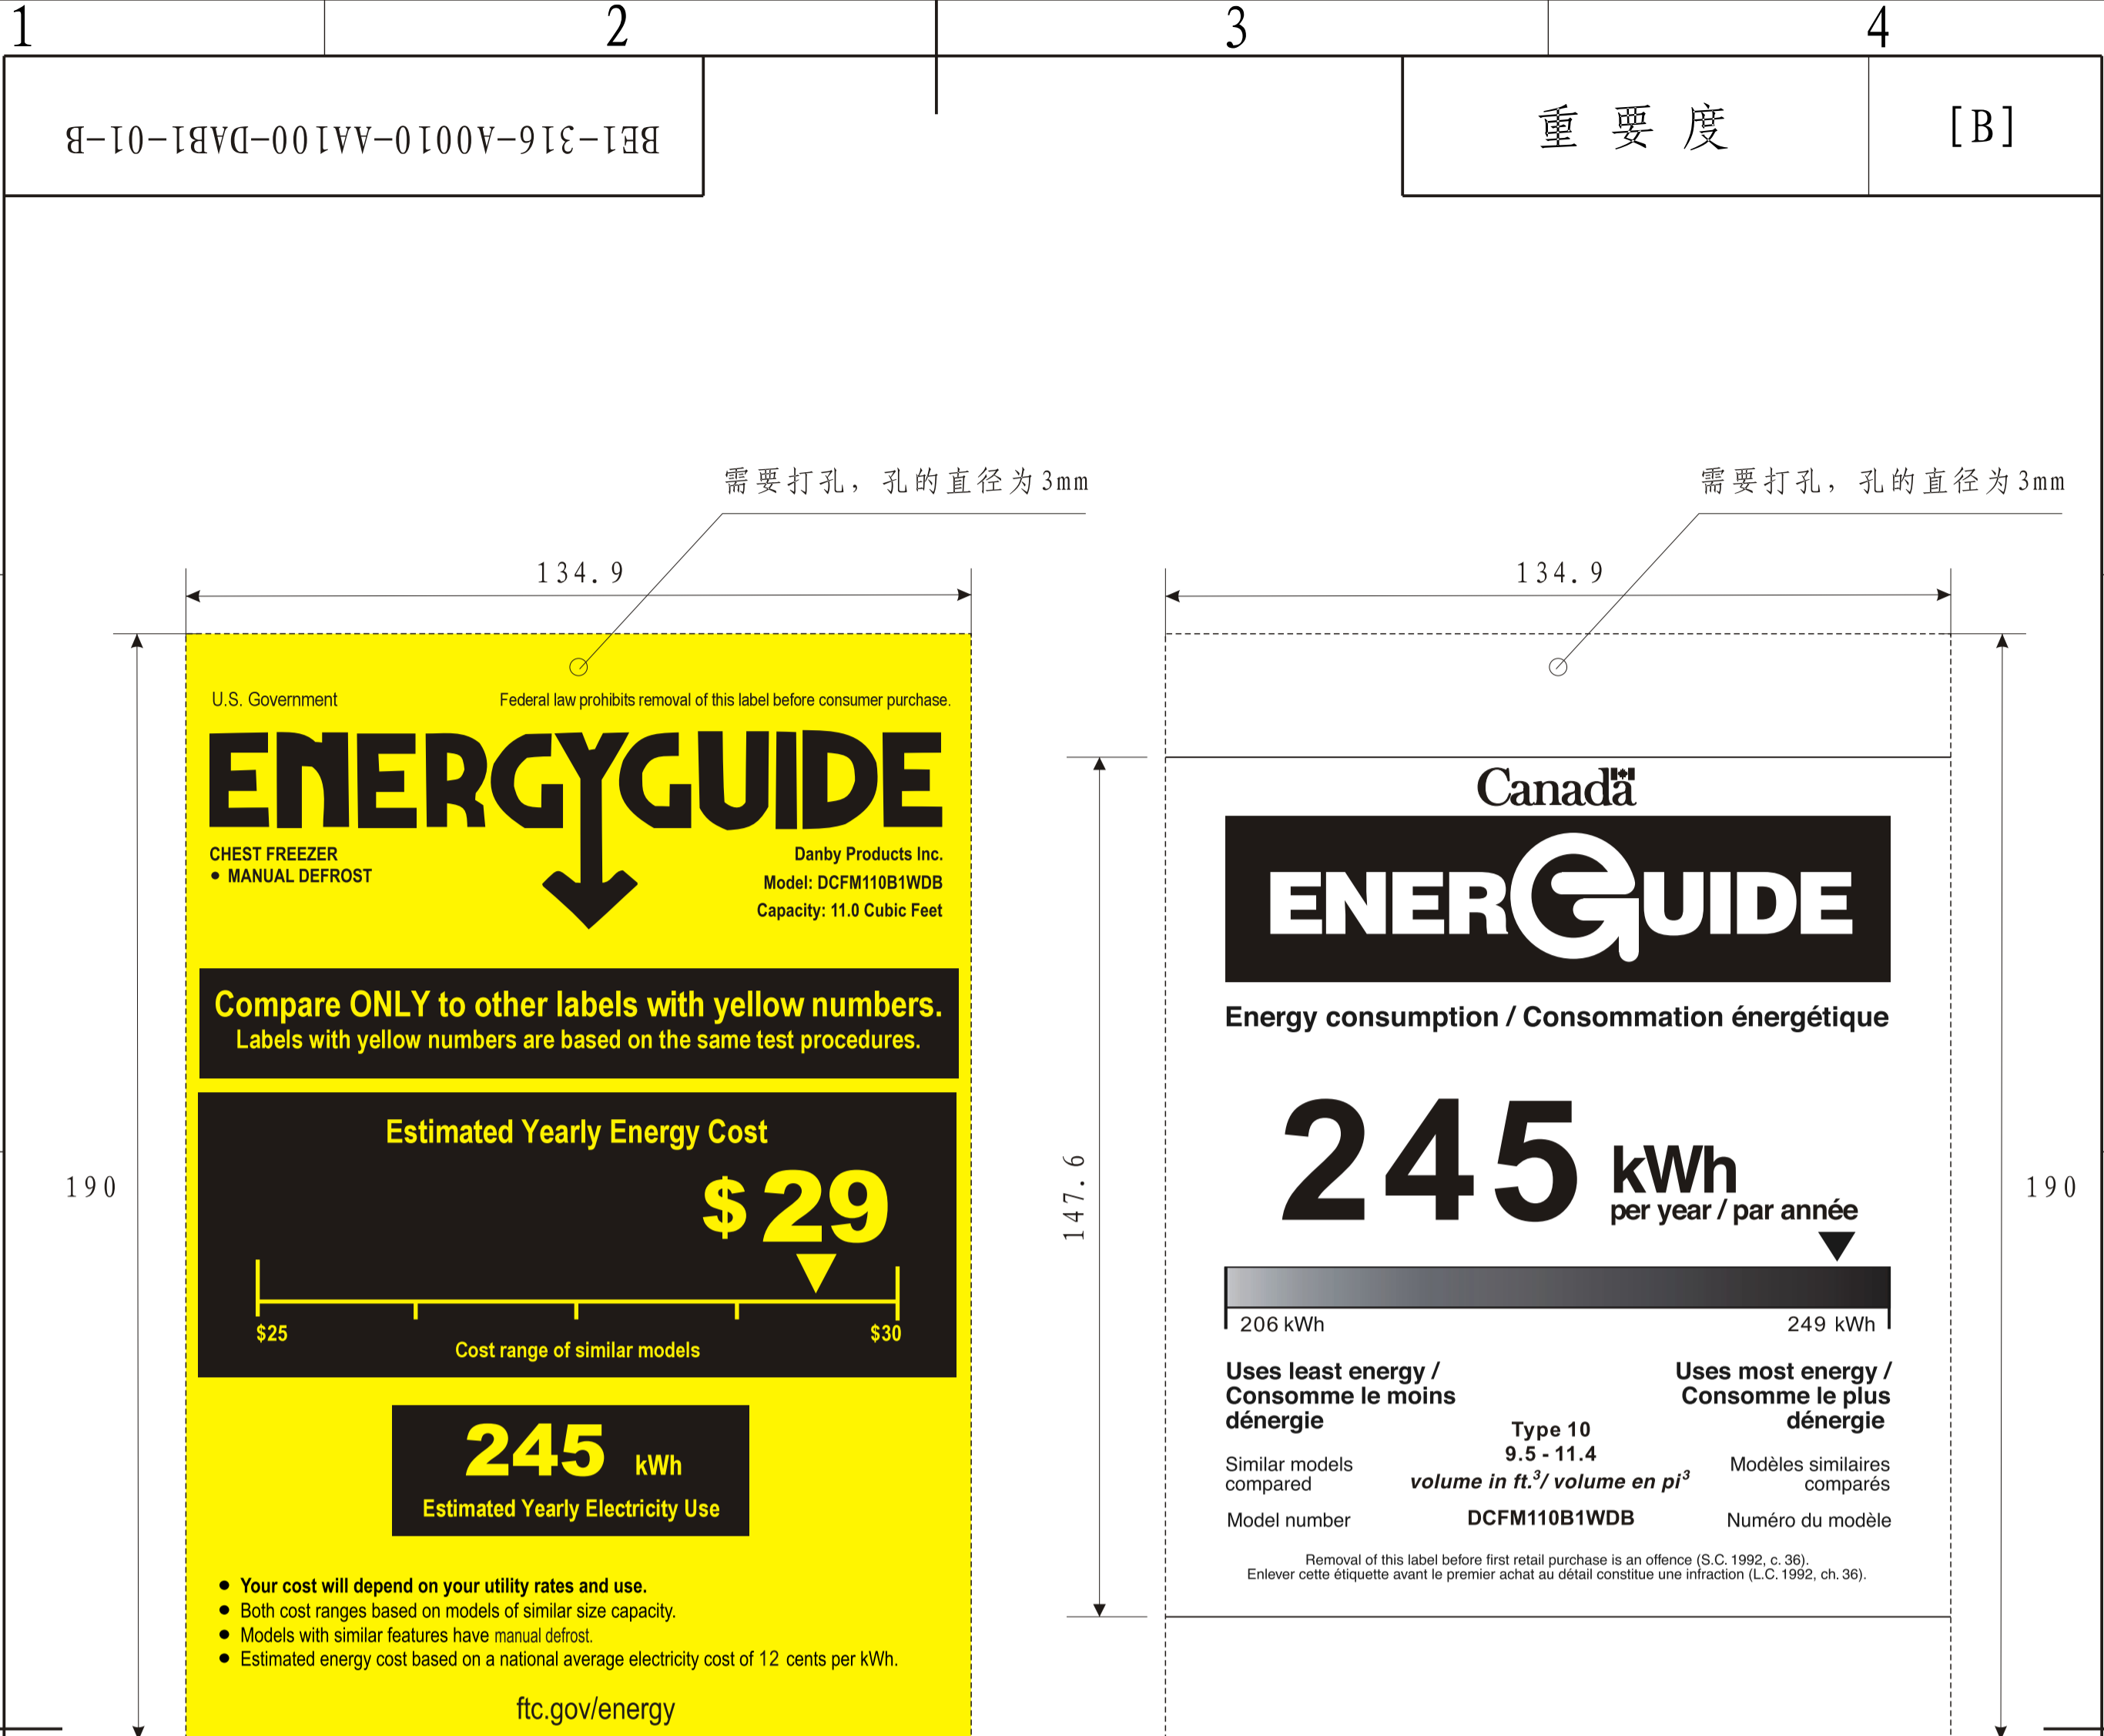 1 2 3 4
BE1-316-A0010-AA100-DAB1-01-B
重要度 [B]
需要打孔，孔的直径为3mm
134.9
190
U.S. Government
Federal law prohibits removal of this label before consumer purchase.
ENERGYGUIDE
CHEST FREEZER
• MANUAL DEFROST
Danby Products Inc.
Model: DCFM110B1WDB
Capacity: 11.0 Cubic Feet
Compare ONLY to other labels with yellow numbers.
Labels with yellow numbers are based on the same test procedures.
Estimated Yearly Energy Cost
$29
$25 $30
Cost range of similar models
245 kWh
Estimated Yearly Electricity Use
• Your cost will depend on your utility rates and use.
• Both cost ranges based on models of similar size capacity.
• Models with similar features have manual defrost.
• Estimated energy cost based on a national average electricity cost of 12 cents per kWh.
ftc.gov/energy
需要打孔，孔的直径为3mm
134.9
147.6
190
Canada
ENERGUIDE
Energy consumption / Consommation énergétique
245 kWh
per year / par année
206 kWh 249 kWh
Uses least energy /
Consomme le moins
dénergie
Uses most energy /
Consomme le plus
dénergie
Type 10
9.5 - 11.4
volume in ft.³/ volume en pi³
Similar models
compared
Modèles similaires
comparés
Model number DCFM110B1WDB Numéro du modèle
Removal of this label before first retail purchase is an offence (S.C. 1992, c. 36).
Enlever cette étiquette avant le premier achat au détail constitue une infraction (L.C. 1992, ch. 36).